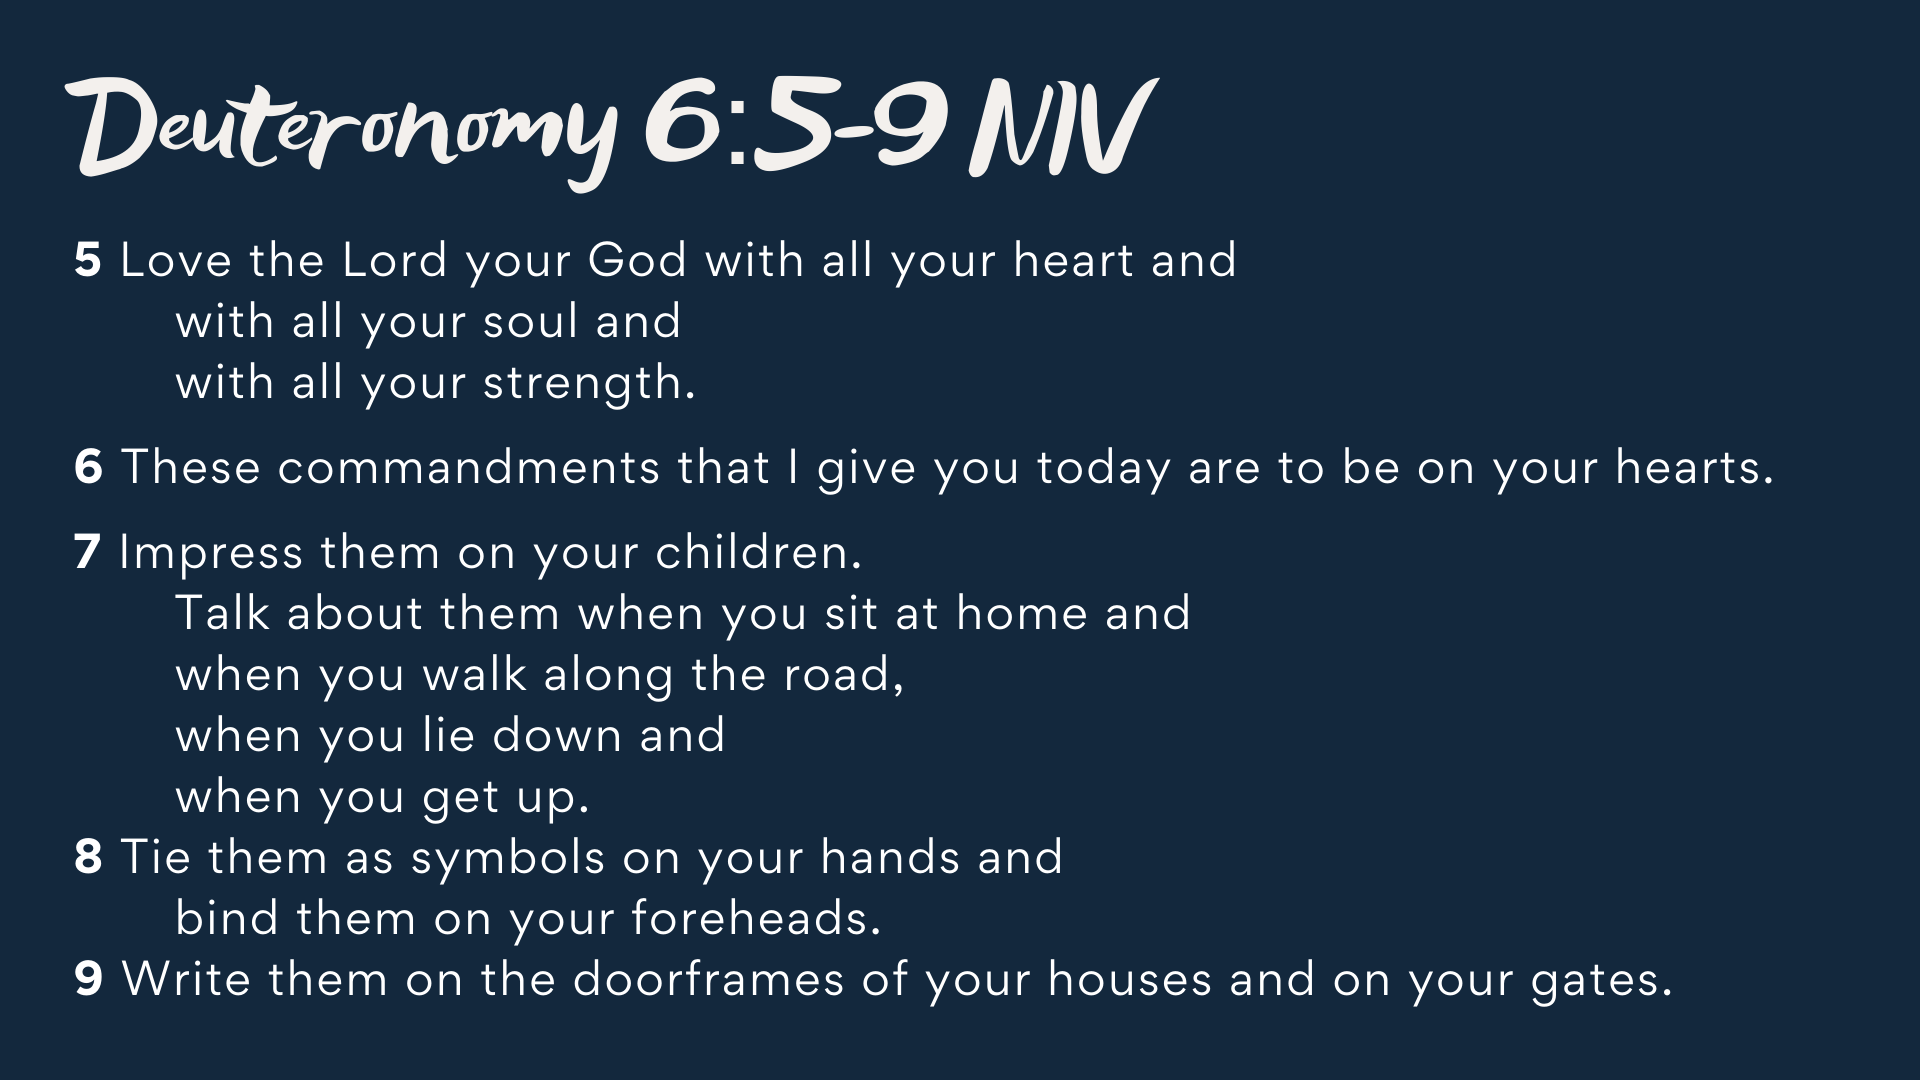 Deuteronomy 6:5-9 NIV
5 Love the Lord your God with all your heart and
with all your soul and
with all your strength.
6 These commandments that I give you today are to be on your hearts.
7 Impress them on your children.
Talk about them when you sit at home and
when you walk along the road,
when you lie down and
when you get up.
8 Tie them as symbols on your hands and
bind them on your foreheads.
9 Write them on the doorframes of your houses and on your gates.